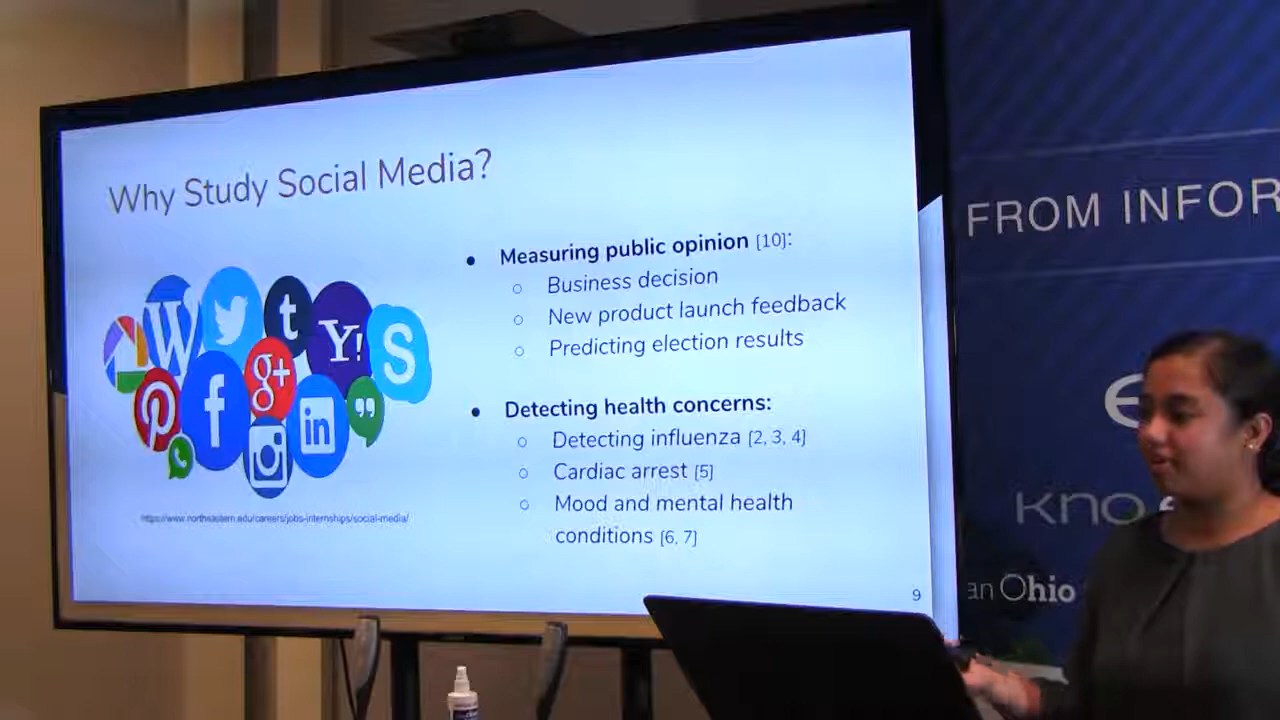 Why Study Social Media?
● Measuring public opinion [10]:
○ Business decision
○ New product launch feedback
○ Predicting election results
● Detecting health concerns:
○ Detecting influenza [2, 3, 4]
○ Cardiac arrest [5]
○ Mood and mental health
conditions [6, 7]
W
t
Y!
S
g+
f
in
https://www.northeastern.edu/careers/jobs-internships/social-media/
9
FROM INFOR
kno
an Ohio